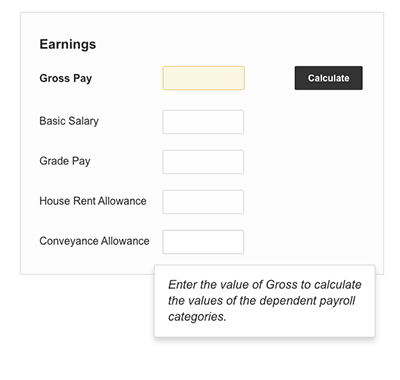 Earnings
Gross Pay
Calculate
Basic Salary
Grade Pay
House Rent Allowance
Conveyance Allowance
Enter the value of Gross to calculate
the values of the dependent payroll
categories.